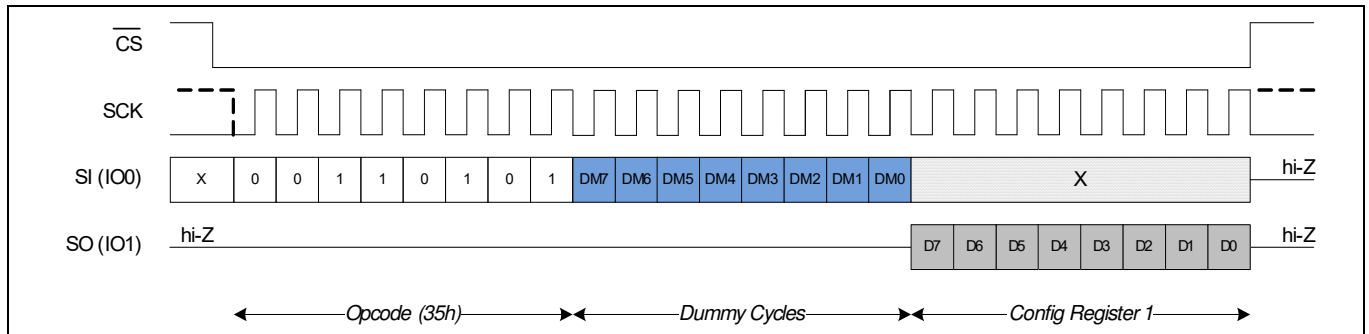 CS
SCK
SI (IO0) X 0 0 1 1 0 1 0 1 DM7 DM6 DM5 DM4 DM3 DM2 DM1 DM0 X hi-Z
SO (IO1) hi-Z D7 D6 D5 D4 D3 D2 D1 D0 hi-Z
Opcode (35h) Dummy Cycles Config Register 1